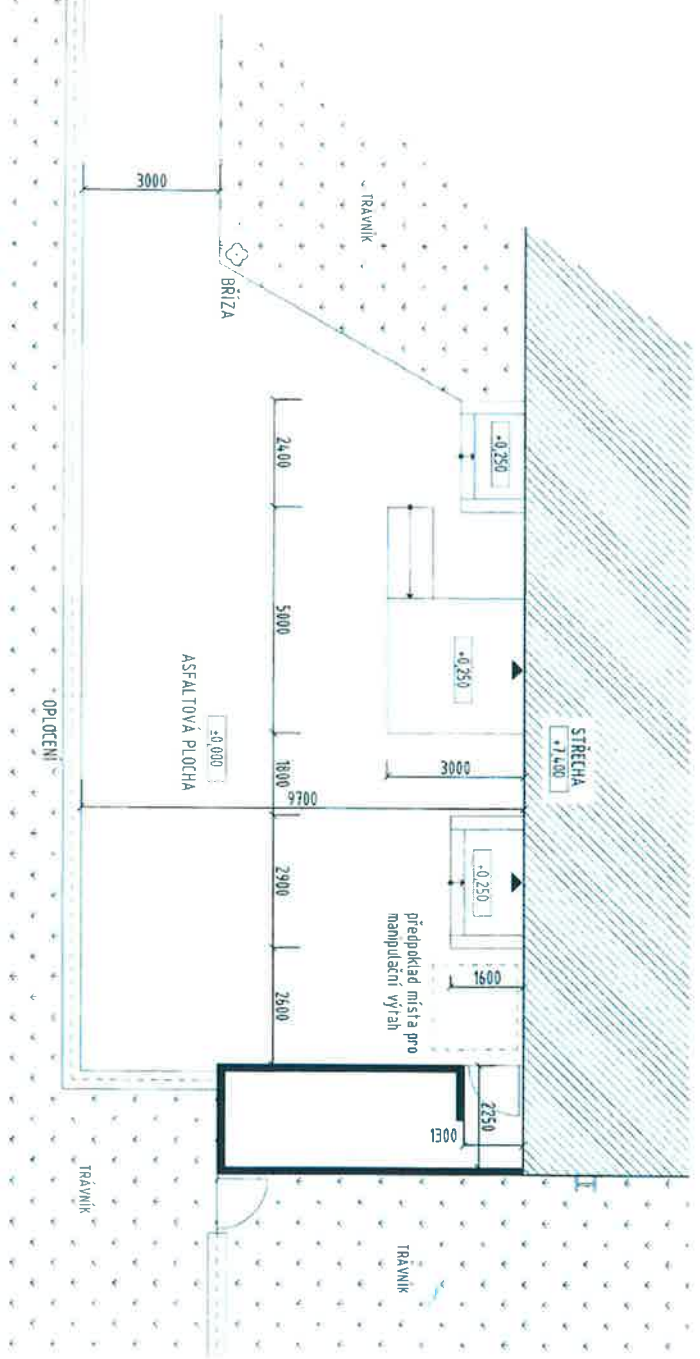 STŘECHA
+7,400
+0,250
+0,250
+0,250
TRÁVNÍK
BŘÍZA
3000
2400
5000
1800
2900
2600
9700
3000
1600
2250
1300
předpoklad místa pro
manipulační výtah
±0,000
ASFALTOVÁ PLOCHA
OPLOCENÍ
TRÁVNÍK
TRÁVNÍK